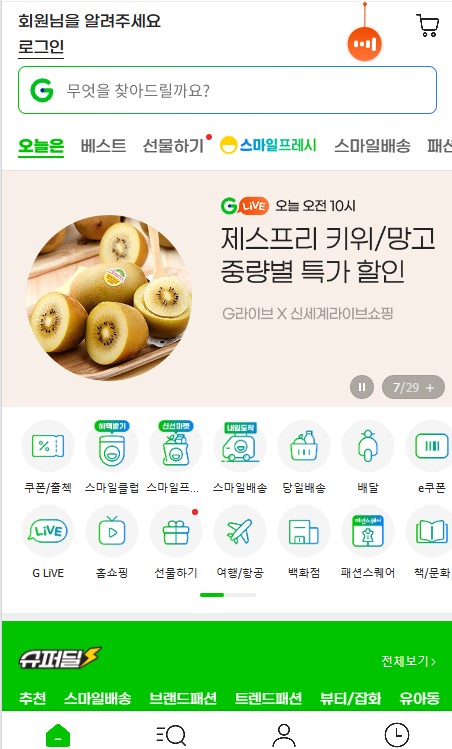 회원님을 알려주세요
로그인
G 무엇을 찾아드릴까요?
오늘은 베스트 선물하기 스마일프레시 스마일배송 패션
G LiVE 오늘 오전 10시
제스프리 키위/망고
중량별 특가 할인
G라이브 X 신세계라이브쇼핑
7/29 +
혜택받기 신선마켓 내일도착
쿠폰/출첵 스마일클럽 스마일프... 스마일배송 당일배송 배달 e쿠폰
LiVE 패션스퀘어
G LiVE 홈쇼핑 선물하기 여행/항공 백화점 패션스퀘어 책/문화
슈퍼딜 전체보기 >
추천 스마일배송 브랜드패션 트렌드패션 뷰티/잡화 유아동